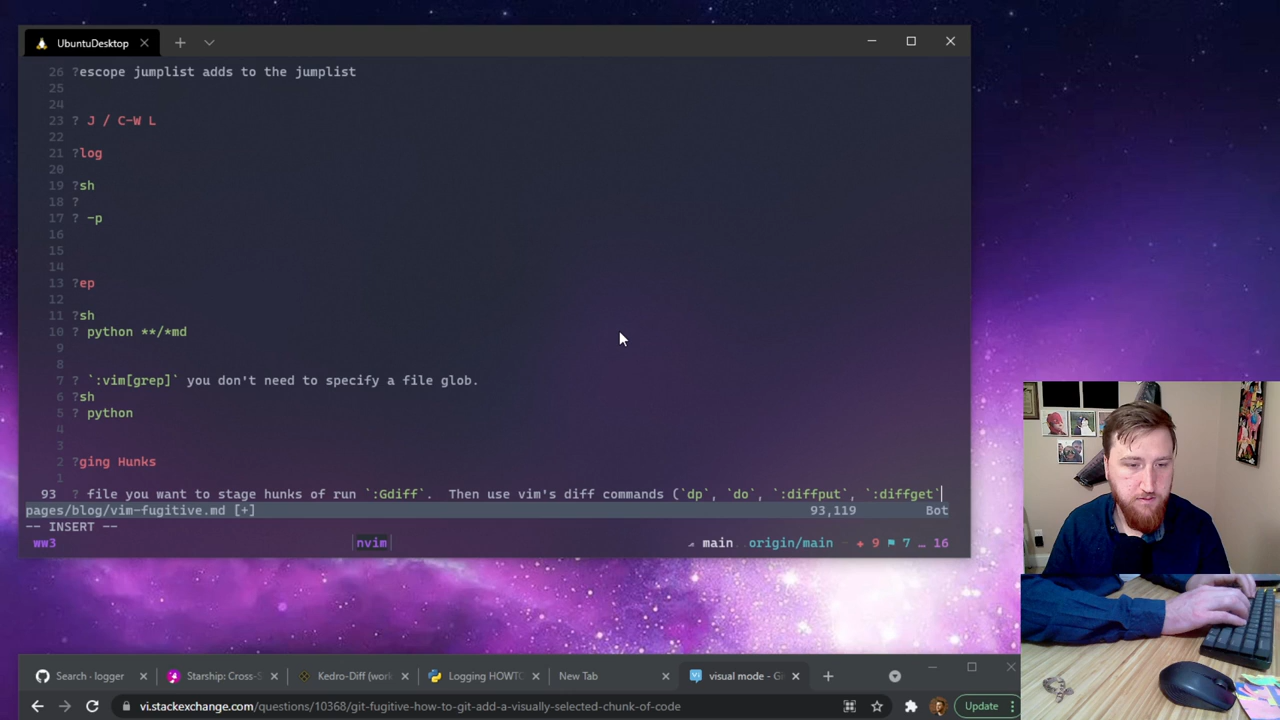 UbuntuDesktop
26 ?escope jumplist adds to the jumplist
25
24
23 ? J / C-W L
22
21 ?log
20
19 ?sh
18 ?
17 ? -p
16
15
14
13 ?ep
12
11 ?sh
10 ? python **/*md
9
8
7 ? `:vim[grep]` you don't need to specify a file glob.
6 ?sh
5 ? python
4
3
2 ?ging Hunks
1
93 ? file you want to stage hunks of run `:Gdiff`. Then use vim's diff commands (`dp`, `do`, `:diffput`, `:diffget`
pages/blog/vim-fugitive.md [+] 93,119 Bot
-- INSERT --
ww3 nvim main origin/main + 9 7 … 16
Search - logger Starship: Cross-S Kedro-Diff (work Logging HOWTO New Tab visual mode - Gi
vi.stackexchange.com/questions/10368/git-fugitive-how-to-git-add-a-visually-selected-chunk-of-code Update